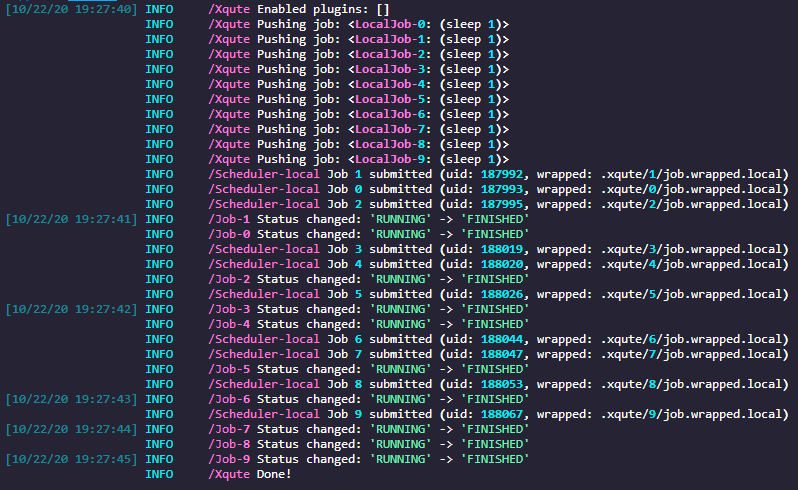 [10/22/20 19:27:40] INFO /Xqute Enabled plugins: []
INFO /Xqute Pushing job: <LocalJob-0: (sleep 1)>
INFO /Xqute Pushing job: <LocalJob-1: (sleep 1)>
INFO /Xqute Pushing job: <LocalJob-2: (sleep 1)>
INFO /Xqute Pushing job: <LocalJob-3: (sleep 1)>
INFO /Xqute Pushing job: <LocalJob-4: (sleep 1)>
INFO /Xqute Pushing job: <LocalJob-5: (sleep 1)>
INFO /Xqute Pushing job: <LocalJob-6: (sleep 1)>
INFO /Xqute Pushing job: <LocalJob-7: (sleep 1)>
INFO /Xqute Pushing job: <LocalJob-8: (sleep 1)>
INFO /Xqute Pushing job: <LocalJob-9: (sleep 1)>
INFO /Scheduler-local Job 1 submitted (uid: 187992, wrapped: .xqute/1/job.wrapped.local)
INFO /Scheduler-local Job 0 submitted (uid: 187993, wrapped: .xqute/0/job.wrapped.local)
INFO /Scheduler-local Job 2 submitted (uid: 187995, wrapped: .xqute/2/job.wrapped.local)
[10/22/20 19:27:41] INFO /Job-1 Status changed: 'RUNNING' -> 'FINISHED'
INFO /Job-0 Status changed: 'RUNNING' -> 'FINISHED'
INFO /Scheduler-local Job 3 submitted (uid: 188019, wrapped: .xqute/3/job.wrapped.local)
INFO /Scheduler-local Job 4 submitted (uid: 188020, wrapped: .xqute/4/job.wrapped.local)
INFO /Job-2 Status changed: 'RUNNING' -> 'FINISHED'
INFO /Scheduler-local Job 5 submitted (uid: 188026, wrapped: .xqute/5/job.wrapped.local)
[10/22/20 19:27:42] INFO /Job-3 Status changed: 'RUNNING' -> 'FINISHED'
INFO /Job-4 Status changed: 'RUNNING' -> 'FINISHED'
INFO /Scheduler-local Job 6 submitted (uid: 188044, wrapped: .xqute/6/job.wrapped.local)
INFO /Scheduler-local Job 7 submitted (uid: 188047, wrapped: .xqute/7/job.wrapped.local)
INFO /Job-5 Status changed: 'RUNNING' -> 'FINISHED'
INFO /Scheduler-local Job 8 submitted (uid: 188053, wrapped: .xqute/8/job.wrapped.local)
[10/22/20 19:27:43] INFO /Job-6 Status changed: 'RUNNING' -> 'FINISHED'
INFO /Scheduler-local Job 9 submitted (uid: 188067, wrapped: .xqute/9/job.wrapped.local)
[10/22/20 19:27:44] INFO /Job-7 Status changed: 'RUNNING' -> 'FINISHED'
INFO /Job-8 Status changed: 'RUNNING' -> 'FINISHED'
[10/22/20 19:27:45] INFO /Job-9 Status changed: 'RUNNING' -> 'FINISHED'
INFO /Xqute Done!